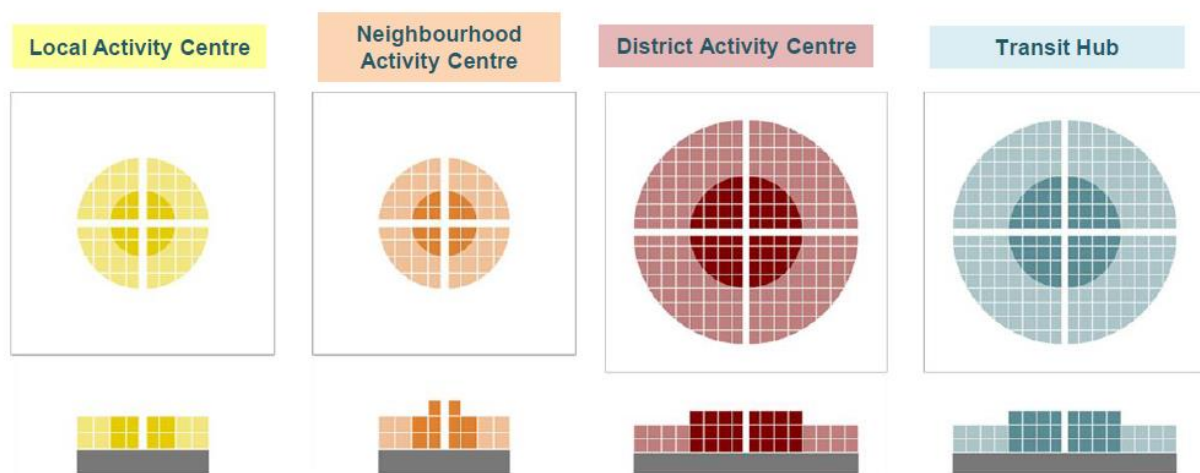 Local Activity Centre
Neighbourhood
Activity Centre
District Activity Centre
Transit Hub